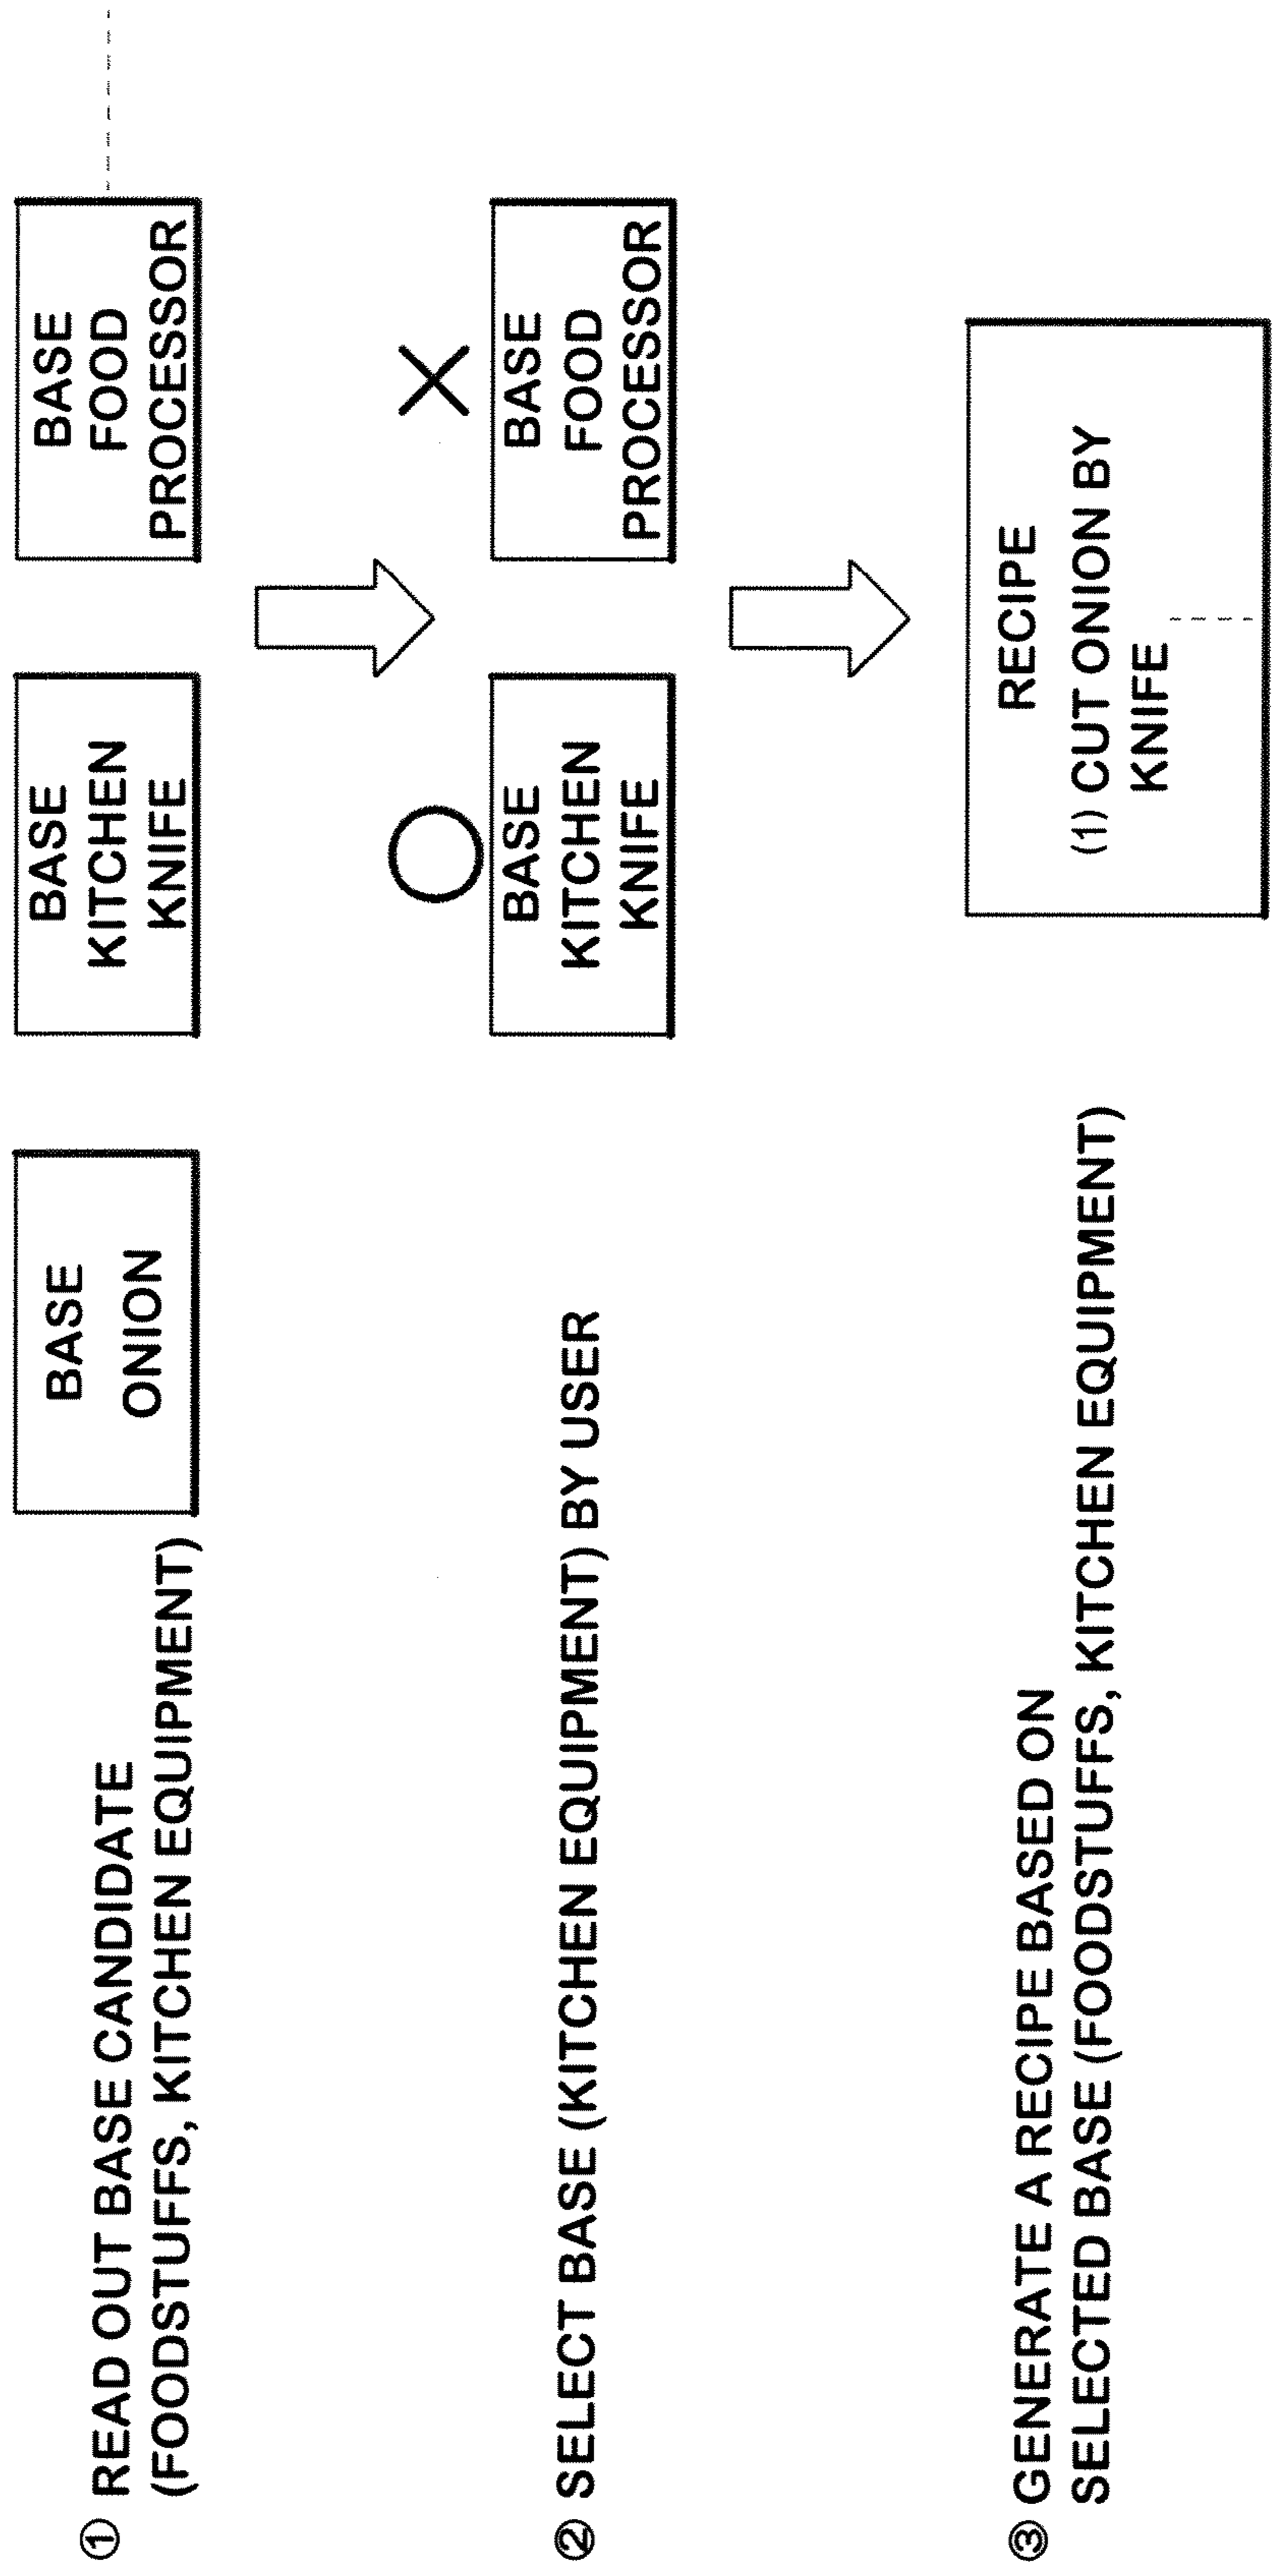 ① READ OUT BASE CANDIDATE
(FOODSTUFFS, KITCHEN EQUIPMENT)
BASE
ONION
BASE
KITCHEN
KNIFE
BASE
FOOD
PROCESSOR
② SELECT BASE (KITCHEN EQUIPMENT) BY USER
BASE
KITCHEN
KNIFE
BASE
FOOD
PROCESSOR
③ GENERATE A RECIPE BASED ON
SELECTED BASE (FOODSTUFFS, KITCHEN EQUIPMENT)
RECIPE
(1) CUT ONION BY
KNIFE